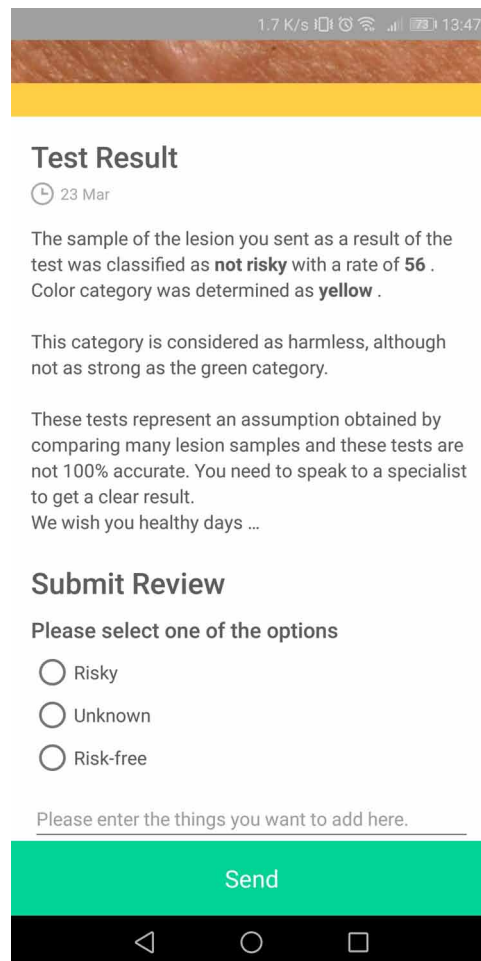 1.7 K/s 73 13:47
Test Result
23 Mar
The sample of the lesion you sent as a result of the
test was classified as not risky with a rate of 56 .
Color category was determined as yellow .
This category is considered as harmless, although
not as strong as the green category.
These tests represent an assumption obtained by
comparing many lesion samples and these tests are
not 100% accurate. You need to speak to a specialist
to get a clear result.
We wish you healthy days ...
Submit Review
Please select one of the options
Risky
Unknown
Risk-free
Please enter the things you want to add here.
Send